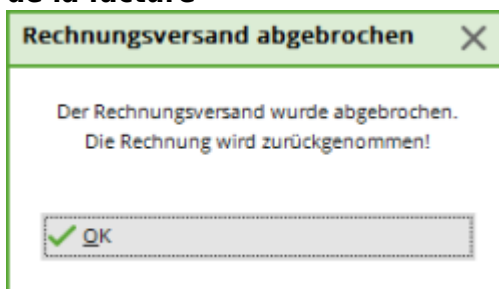 de la facture
Rechnungsversand abgebrochen
Der Rechnungsversand wurde abgebrochen.
Die Rechnung wird zurückgenommen!
OK